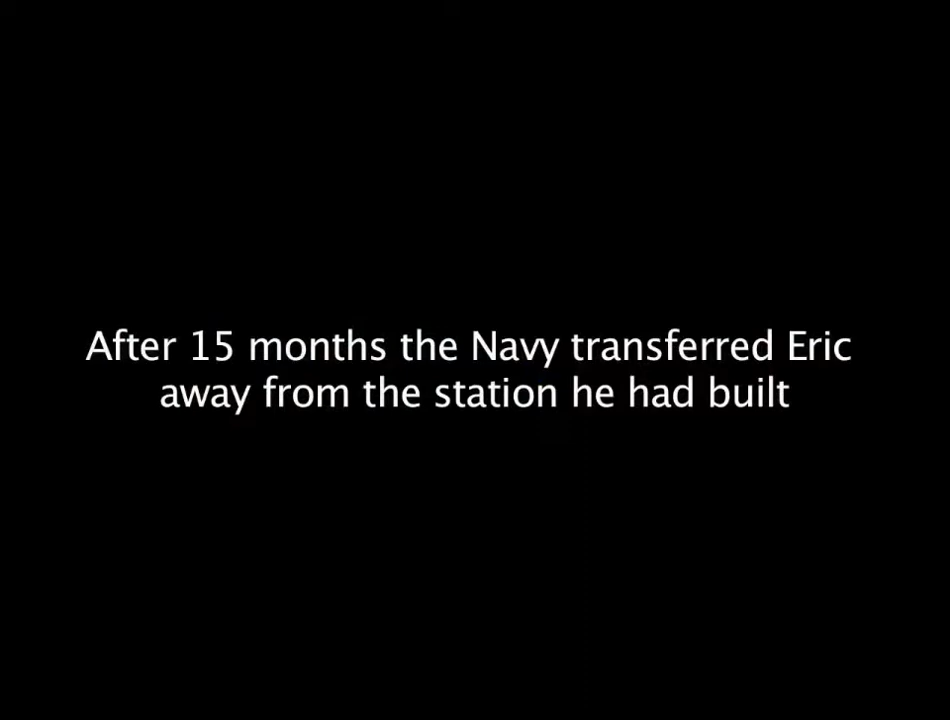 After 15 months the Navy transferred Eric
away from the station he had built